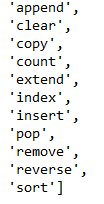 'append',
'clear',
'copy',
'count',
'extend',
'index',
'insert',
'pop',
'remove',
'reverse',
'sort']